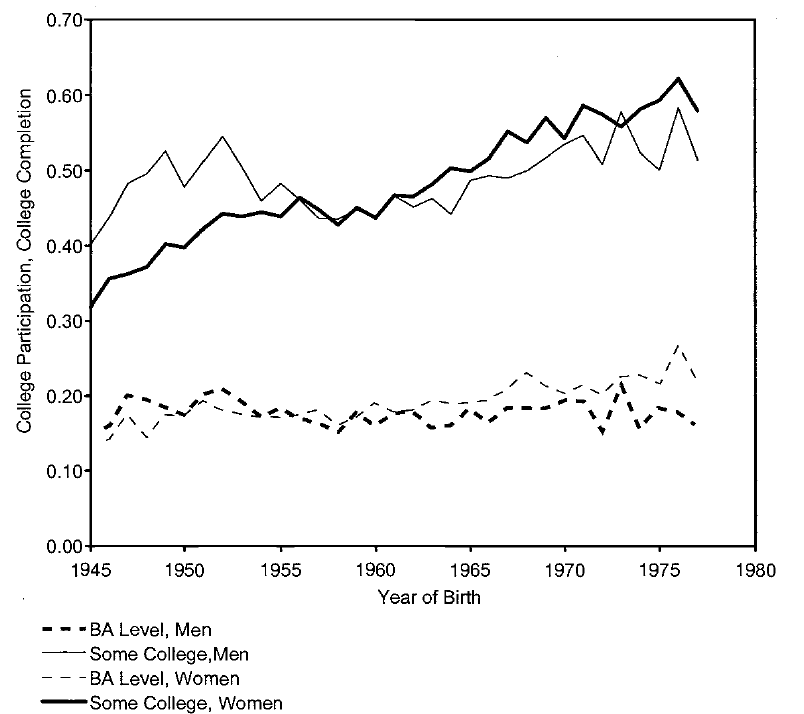 College Participation, College Completion
0.70
0.60
0.50
0.40
0.30
0.20
0.10
0.00
1945 1950 1955 1960 1965 1970 1975 1980
Year of Birth
BA Level, Men
Some College,Men
BA Level, Women
Some College, Women